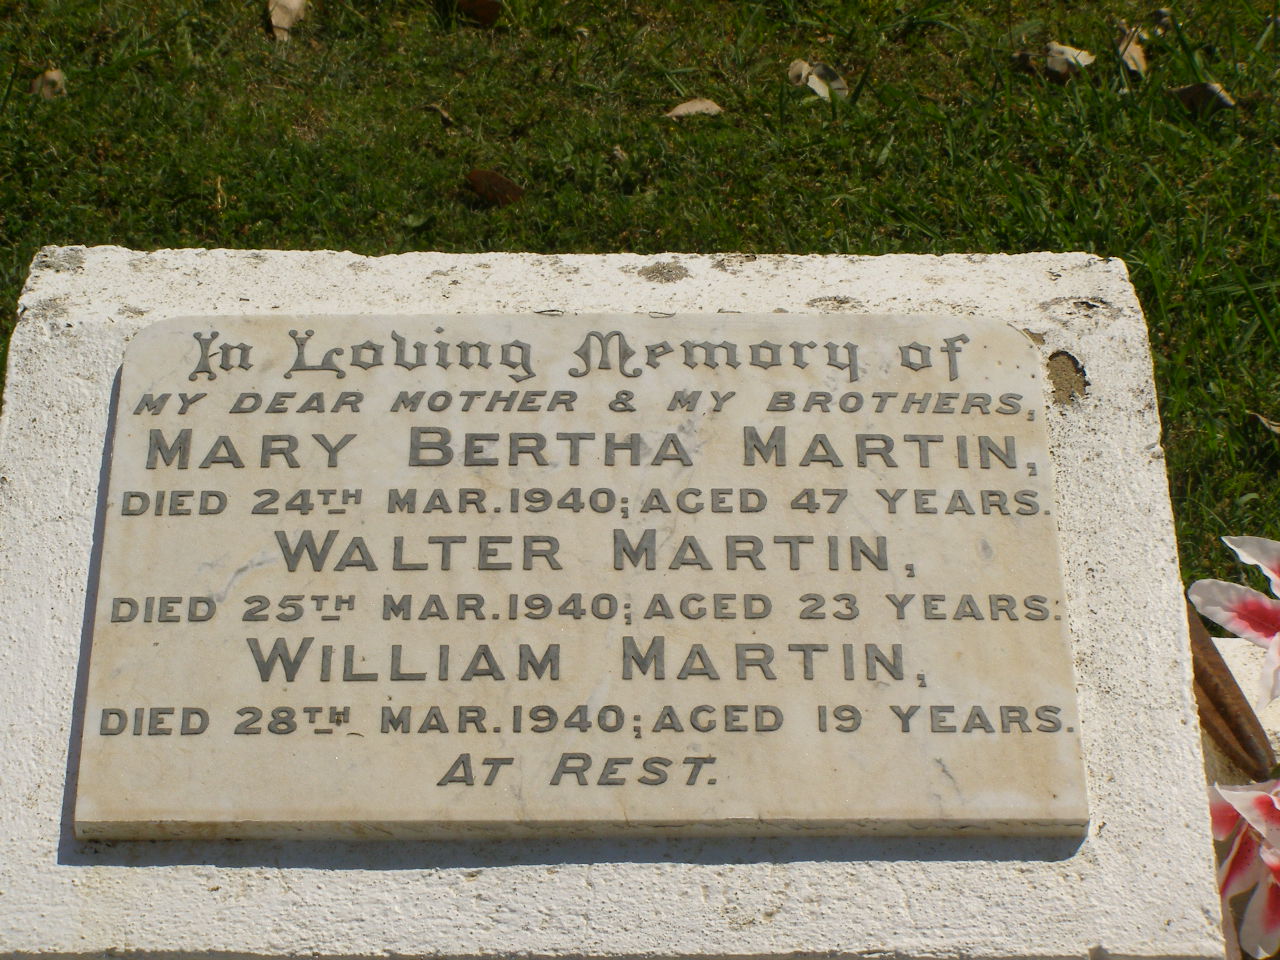 In Loving Memory of
MY DEAR MOTHER & MY BROTHERS
MARY BERTHA MARTIN,
DIED 24TH MAR. 1940; AGED 47 YEARS.
WALTER MARTIN,
DIED 25TH MAR. 1940; AGED 23 YEARS.
WILLIAM MARTIN,
DIED 28TH MAR. 1940; AGED 19 YEARS.
AT REST.